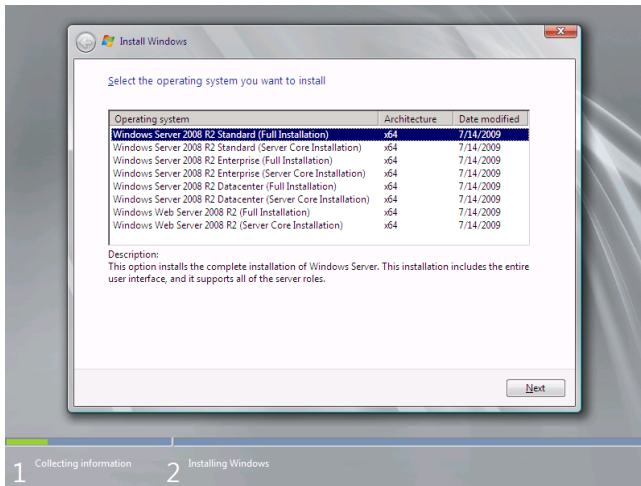 Install Windows
Select the operating system you want to install
Operating system Architecture Date modified
Windows Server 2008 R2 Standard (Full Installation) x64 7/14/2009
Windows Server 2008 R2 Standard (Server Core Installation) x64 7/14/2009
Windows Server 2008 R2 Enterprise (Full Installation) x64 7/14/2009
Windows Server 2008 R2 Enterprise (Server Core Installation) x64 7/14/2009
Windows Server 2008 R2 Datacenter (Full Installation) x64 7/14/2009
Windows Server 2008 R2 Datacenter (Server Core Installation) x64 7/14/2009
Windows Web Server 2008 R2 (Full Installation) x64 7/14/2009
Windows Web Server 2008 R2 (Server Core Installation) x64 7/14/2009
Description:
This option installs the complete installation of Windows Server. This installation includes the entire
user interface, and it supports all of the server roles.
Next
1 Collecting information 2 Installing Windows